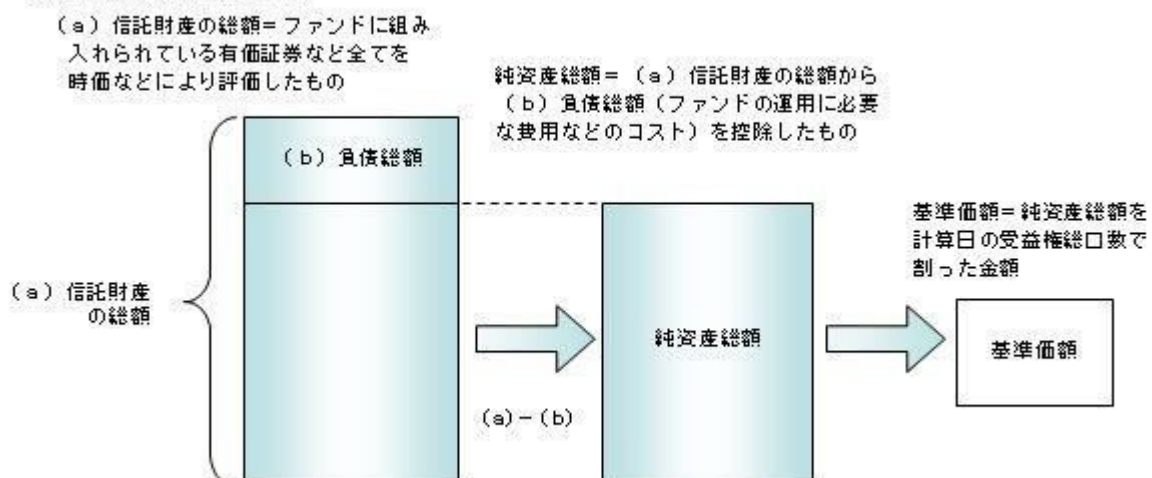 (a)信託財産の総額=ファンドに組み
入れられている有価証券など全てを
時価などにより評価したもの
純資産総額=(a)信託財産の総額から
(b)負債総額(ファンドの運用に必要
な費用などのコスト)を控除したもの
(b)負債総額
基準価額=純資産総額を
計算日の受益権総口数で
割った金額
(a)信託財産
の総額
純資産総額
基準価額
(a)-(b)